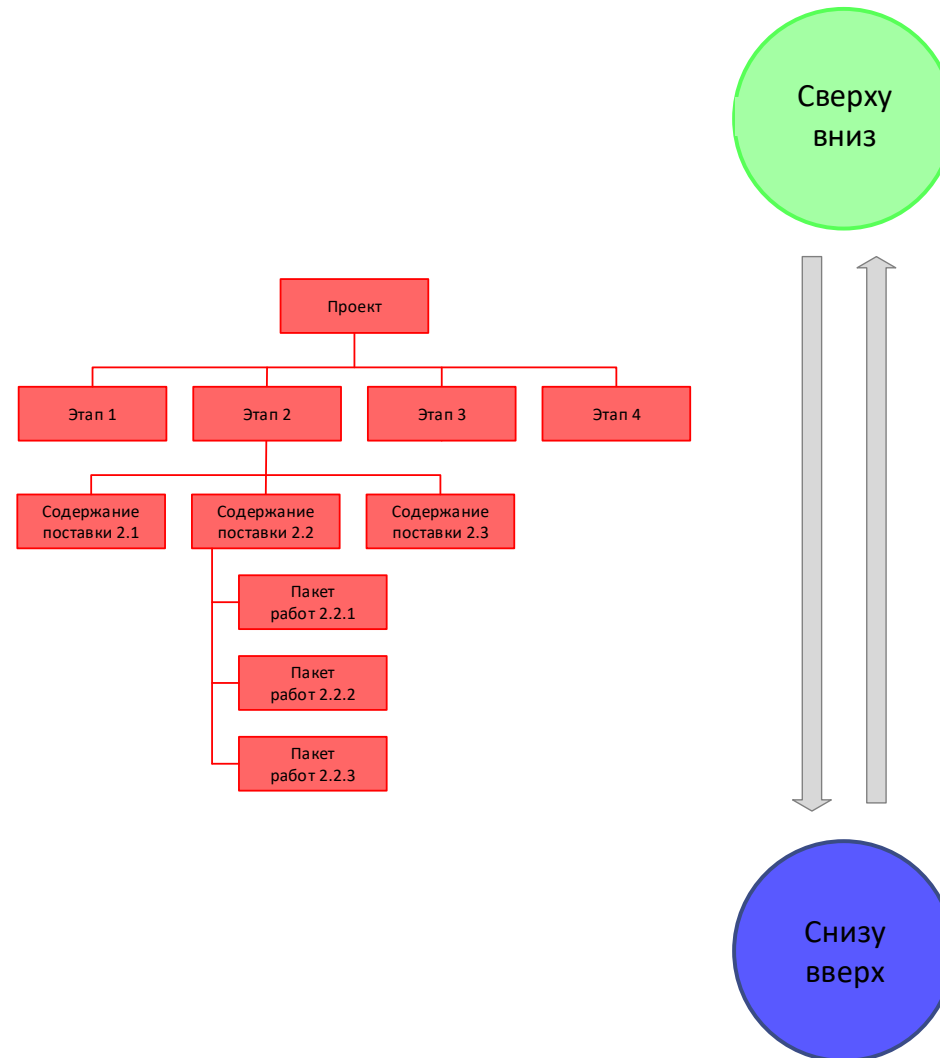 Сверху
вниз
Проект
Этап 1
Этап 2
Этап 3
Этап 4
Содержание
поставки 2.1
Содержание
поставки 2.2
Содержание
поставки 2.3
Пакет
работ 2.2.1
Пакет
работ 2.2.2
Пакет
работ 2.2.3
Снизу
вверх